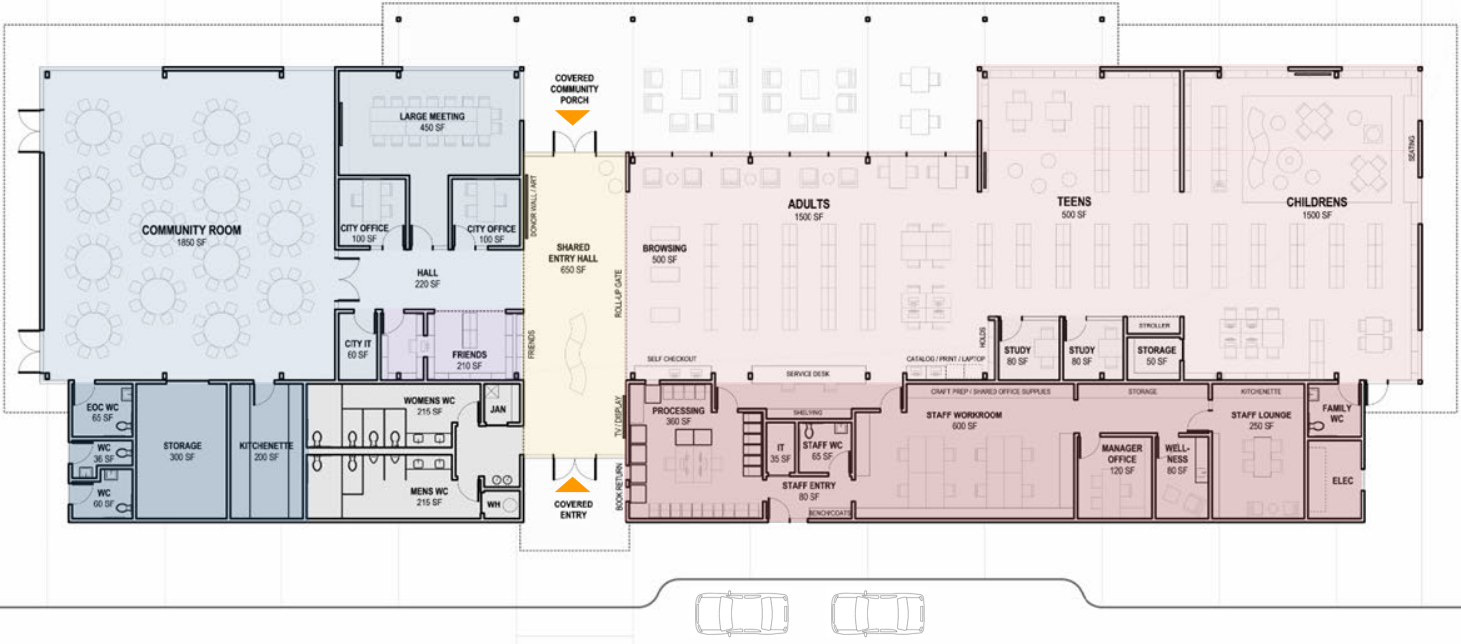 COVERED
COMMUNITY
PORCH
LARGE MEETING
450 SF
COMMUNITY ROOM
1850 SF
CITY OFFICE
100 SF
CITY OFFICE
100 SF
DONOR WALL / ART
HALL
220 SF
SHARED
ENTRY HALL
650 SF
ROLL-UP GATE
FRIENDS
CITY IT
60 SF
FRIENDS
210 SF
BROWSING
500 SF
ADULTS
1500 SF
TEENS
500 SF
CHILDRENS
1500 SF
SEATING
SELF CHECKOUT
SERVICE DESK
CATALOG / PRINT / LAPTOP
HOLDS
STUDY
80 SF
STUDY
80 SF
STROLLER
STORAGE
50 SF
EOC WC
65 SF
WC
36 SF
WC
60 SF
STORAGE
300 SF
KITCHENETTE
200 SF
WOMENS WC
215 SF
JAN
MENS WC
215 SF
WH
TV / DISPLAY
BOOK RETURN
COVERED
ENTRY
PROCESSING
360 SF
SHELVING
IT
35 SF
STAFF WC
65 SF
STAFF ENTRY
80 SF
BENCH/COATS
CRAFT PREP / SHARED OFFICE SUPPLIES
STAFF WORKROOM
600 SF
STORAGE
MANAGER
OFFICE
120 SF
WELL-
NESS
80 SF
KITCHENETTE
STAFF LOUNGE
250 SF
FAMILY
WC
ELEC